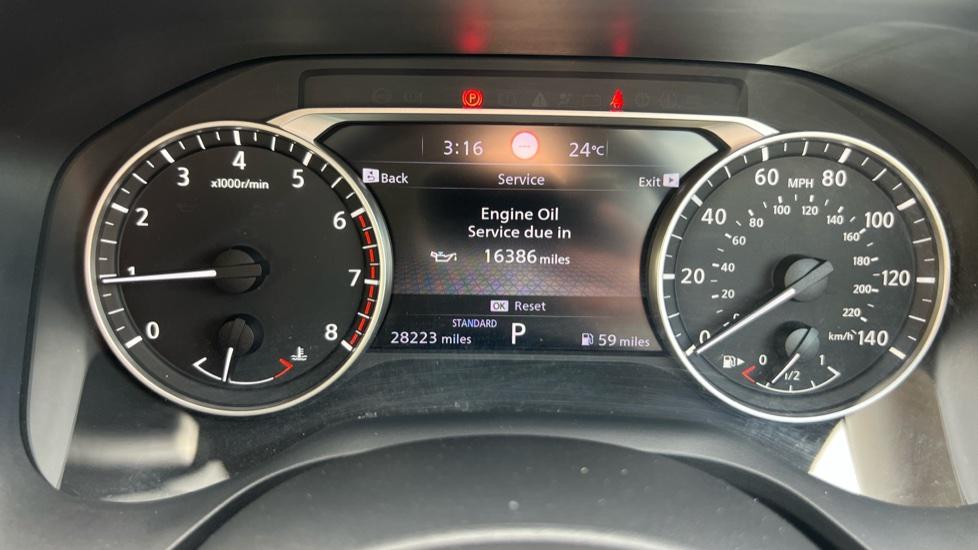 3:16 24°C
Back Service Exit
Engine Oil
Service due in
16386 miles
OK Reset
STANDARD
28223 miles P 59 miles
x1000r/min
0 1 2 3 4 5 6 7 8
MPH
0 20 40 60 80 100 120 140
20 40 60 80 100 120 140 160 180 200 220
km/h
0 1/2 1
P